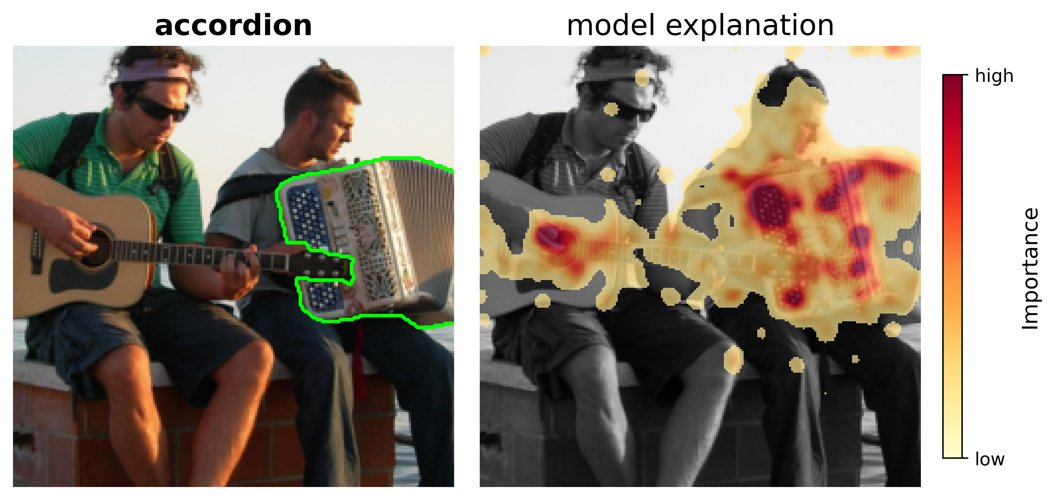 accordion
model explanation
high
low
Importance